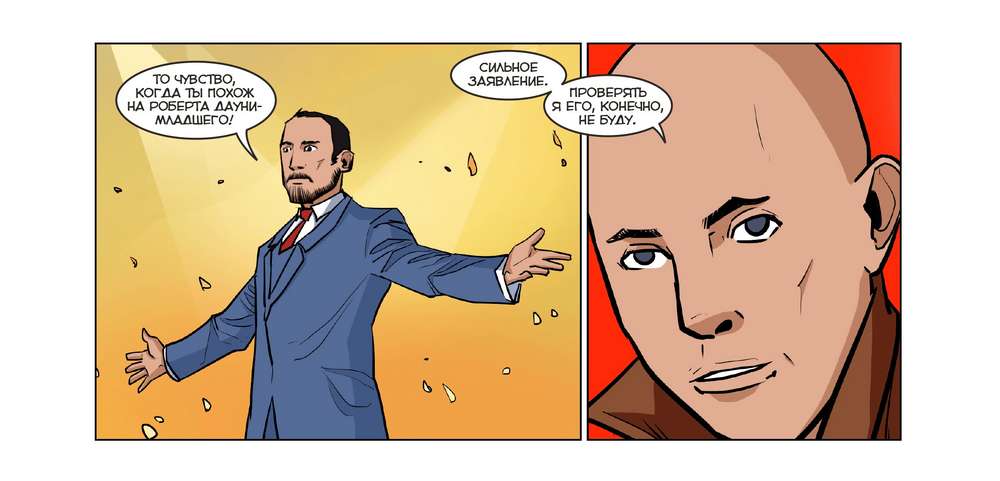 ТО ЧУВСТВО,
КОГДА ТЫ ПОХОЖ
НА РОБЕРТА ДАУНИ-
МЛАДШЕГО!
СИЛЬНОЕ
ЗАЯВЛЕНИЕ.
ПРОВЕРЯТЬ
Я ЕГО, КОНЕЧНО,
НЕ БУДУ.